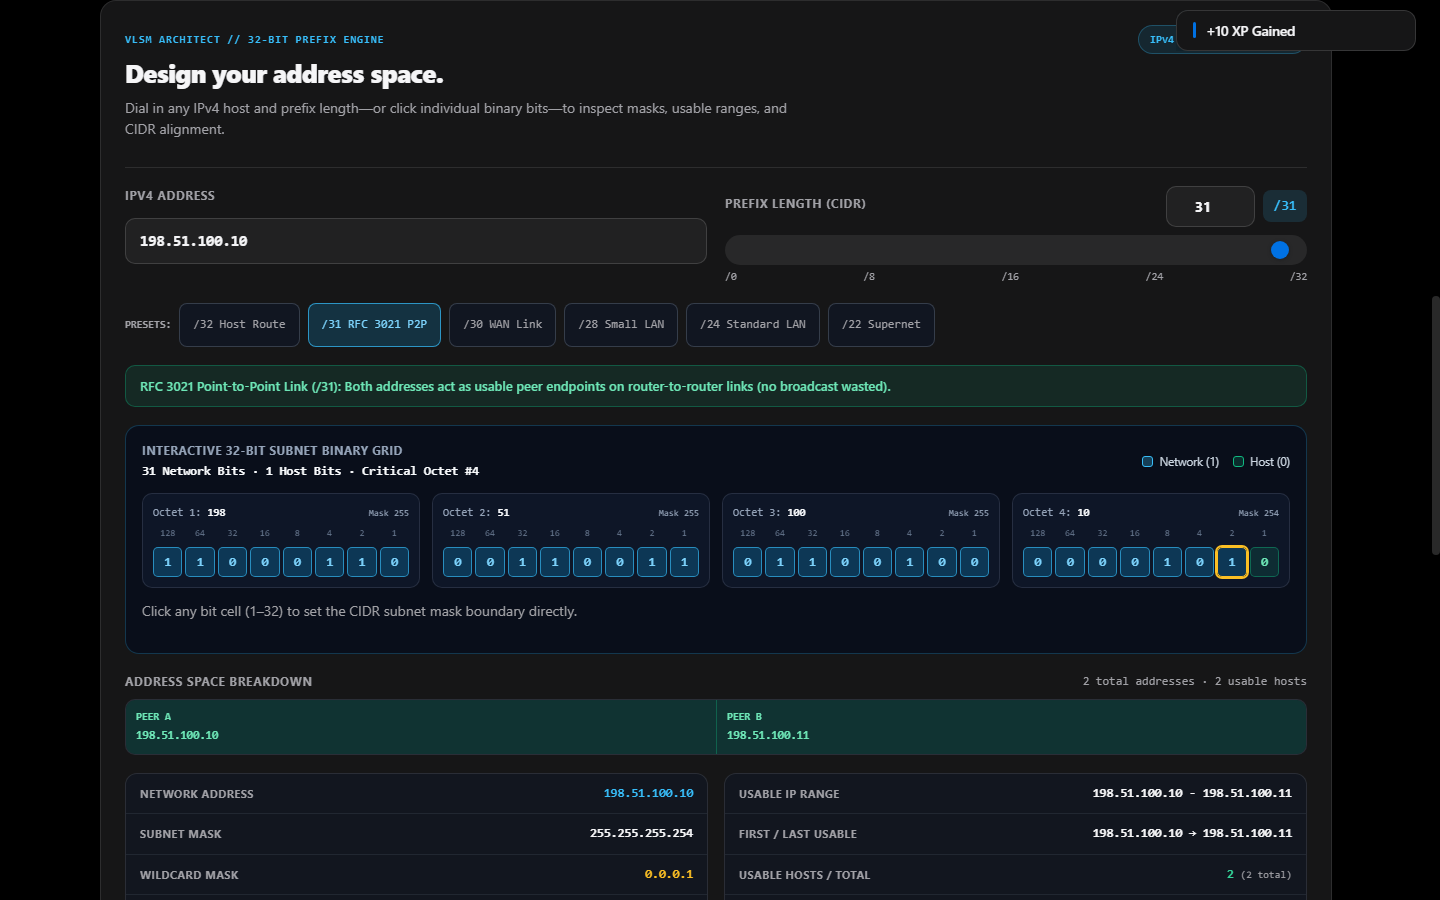 VLSM ARCHITECT // 32-BIT PREFIX ENGINE
IPv4
+10 XP Gained
Design your address space.
Dial in any IPv4 host and prefix length—or click individual binary bits—to inspect masks, usable ranges, and
CIDR alignment.
IPV4 ADDRESS
198.51.100.10
PREFIX LENGTH (CIDR)
31
/31
/0 /8 /16 /24 /32
PRESETS:
/32 Host Route
/31 RFC 3021 P2P
/30 WAN Link
/28 Small LAN
/24 Standard LAN
/22 Supernet
RFC 3021 Point-to-Point Link (/31): Both addresses act as usable peer endpoints on router-to-router links (no broadcast wasted).
INTERACTIVE 32-BIT SUBNET BINARY GRID
31 Network Bits · 1 Host Bits · Critical Octet #4
Network (1)
Host (0)
Octet 1: 198 Mask 255
128 64 32 16 8 4 2 1
1 1 0 0 0 1 1 0
Octet 2: 51 Mask 255
128 64 32 16 8 4 2 1
0 0 1 1 0 0 1 1
Octet 3: 100 Mask 255
128 64 32 16 8 4 2 1
0 1 1 0 0 1 0 0
Octet 4: 10 Mask 254
128 64 32 16 8 4 2 1
0 0 0 0 1 0 1 0
Click any bit cell (1–32) to set the CIDR subnet mask boundary directly.
ADDRESS SPACE BREAKDOWN
2 total addresses · 2 usable hosts
PEER A
198.51.100.10
PEER B
198.51.100.11
NETWORK ADDRESS 198.51.100.10
SUBNET MASK 255.255.255.254
WILDCARD MASK 0.0.0.1
USABLE IP RANGE 198.51.100.10 - 198.51.100.11
FIRST / LAST USABLE 198.51.100.10 → 198.51.100.11
USABLE HOSTS / TOTAL 2 (2 total)